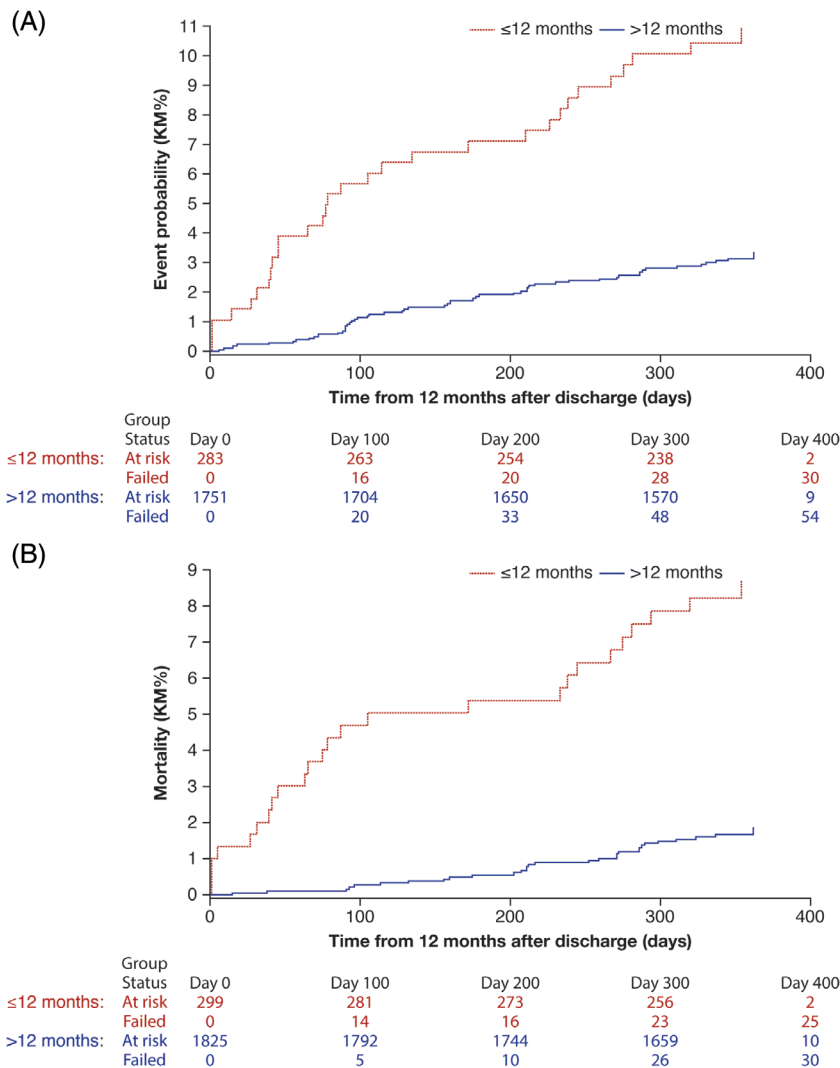 (A)
≤12 months >12 months
Event probability (KM%)
11
10
9
8
7
6
5
4
3
2
1
0
0 100 200 300 400
Time from 12 months after discharge (days)
Group
Status Day 0 Day 100 Day 200 Day 300 Day 400
≤12 months: At risk 283 263 254 238 2
Failed 0 16 20 28 30
>12 months: At risk 1751 1704 1650 1570 9
Failed 0 20 33 48 54
(B)
≤12 months >12 months
Mortality (KM%)
9
8
7
6
5
4
3
2
1
0
0 100 200 300 400
Time from 12 months after discharge (days)
Group
Status Day 0 Day 100 Day 200 Day 300 Day 400
≤12 months: At risk 299 281 273 256 2
Failed 0 14 16 23 25
>12 months: At risk 1825 1792 1744 1659 10
Failed 0 5 10 26 30